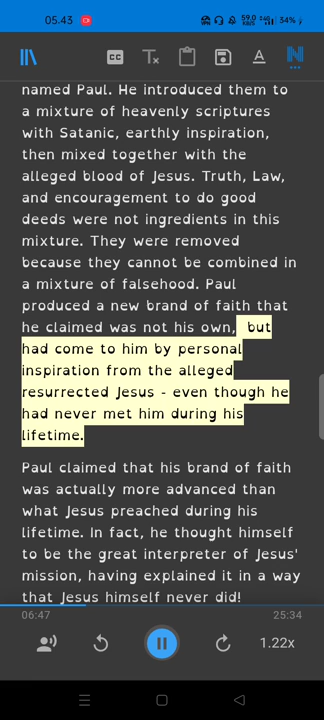 05.43
59.0
34%
CC
named Paul. He introduced them to
a mixture of heavenly scriptures
with Satanic, earthly inspiration,
then mixed together with the
alleged blood of Jesus. Truth, Law,
and encouragement to do good
deeds were not ingredients in this
mixture. They were removed
because they cannot be combined in
a mixture of falsehood. Paul
produced a new brand of faith that
he claimed was not his own, but
had come to him by personal
inspiration from the alleged
resurrected Jesus - even though he
had never met him during his
lifetime.
Paul claimed that his brand of faith
was actually more advanced than
what Jesus preached during his
lifetime. In fact, he thought himself
to be the great interpreter of Jesus'
mission, having explained it in a way
that Jesus himself never did!
06:47 25:34
1.22x